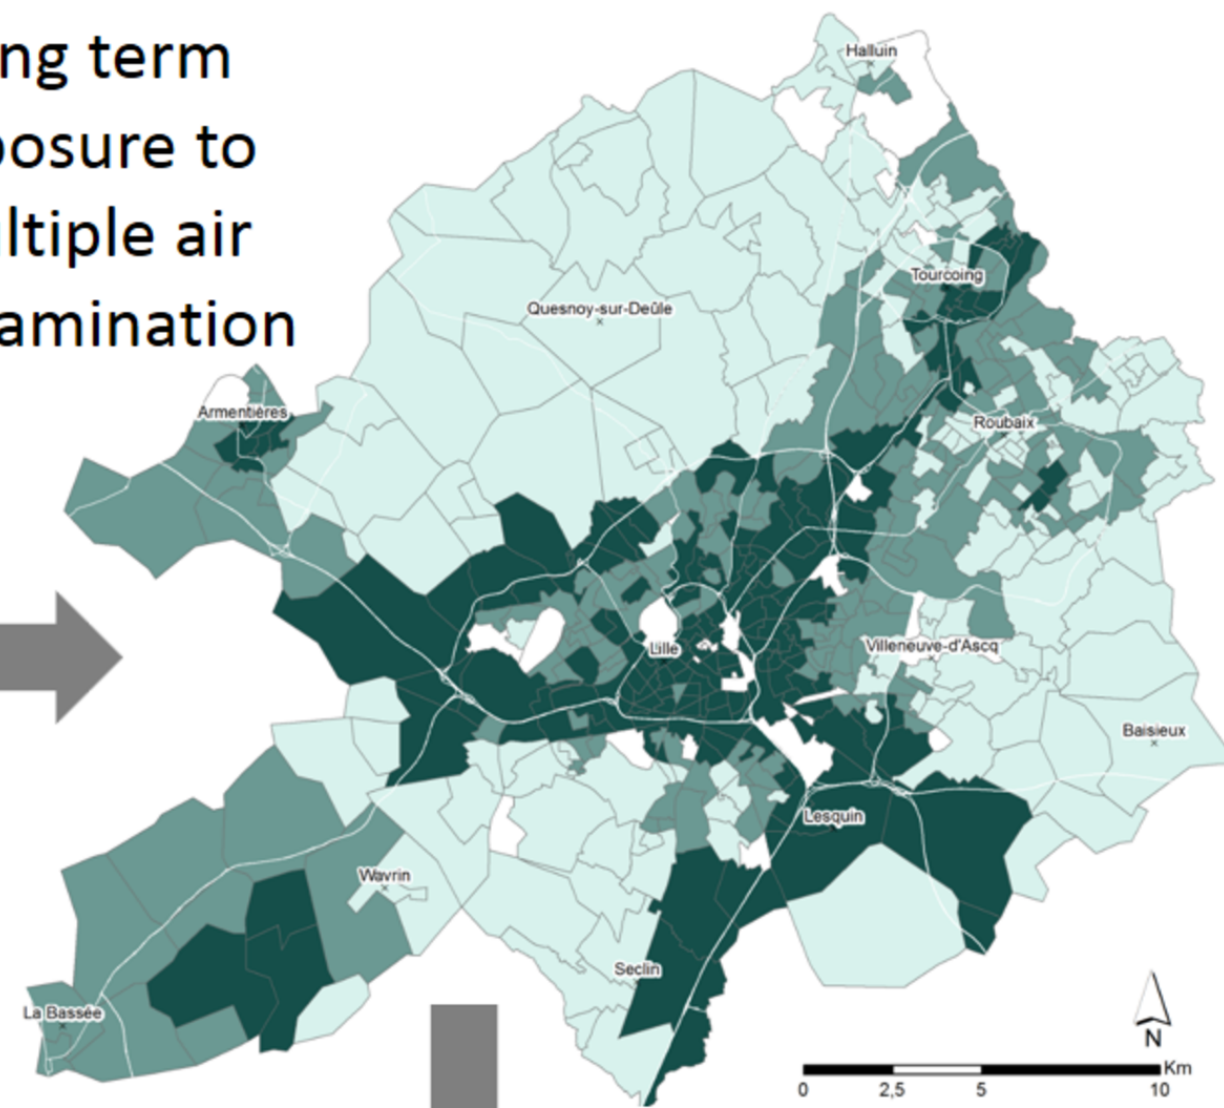 ng term
posure to
ltiple air
amination
Halluin
Tourcoing
Quesnoy-sur-Deûle
Armentières
Roubaix
Lille
Villeneuve-d'Ascq
Baisieux
Lesquin
Wavrin
Seclin
La Bassée
N
Km
0 2,5 5 10